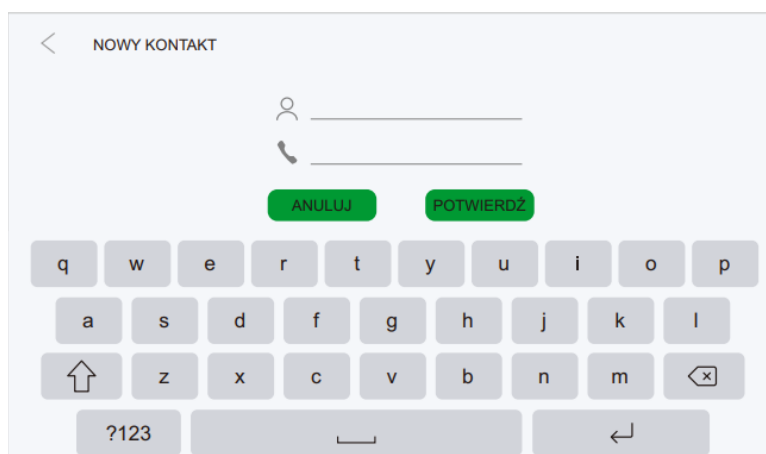 NOWY KONTAKT
ANULUJ POTWIERDŹ
q w e r t y u i o p
a s d f g h j k l
z x c v b n m
?123